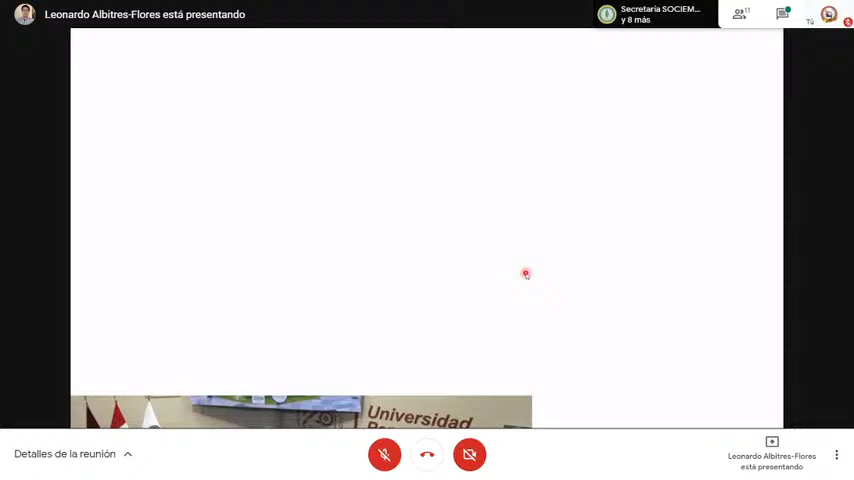 Leonardo Albitres-Flores está presentando
Secretaría SOCIEM...
y 8 más
11
Tú
Universidad
Detalles de la reunión
Leonardo Albitres-Flores
está presentando